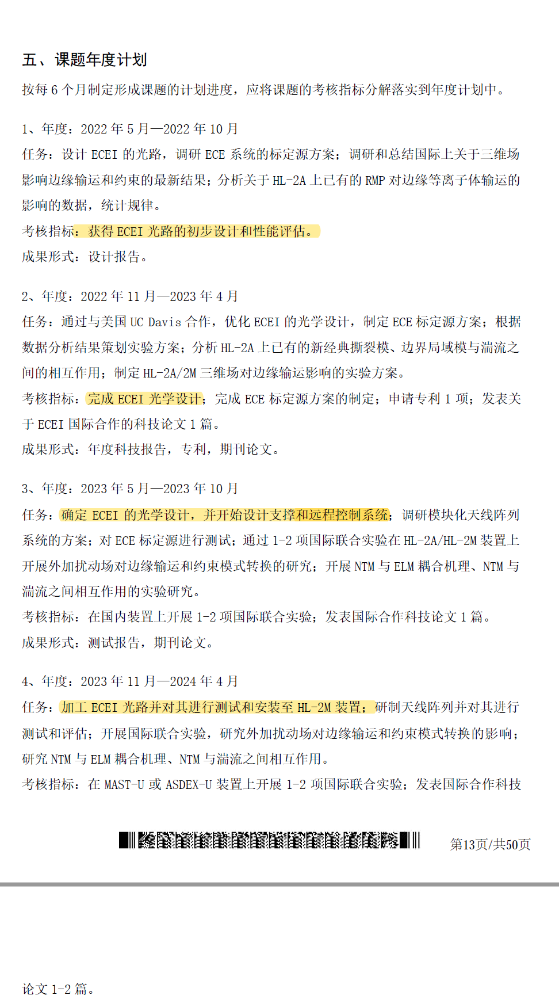 五、课题年度计划
按每 6 个月制定形成课题的计划进度，应将课题的考核指标分解落实到年度计划中。
1、年度：2022 年 5 月—2022 年 10 月
任务：设计 ECEI 的光路，调研 ECE 系统的标定源方案；调研和总结国际上关于三维场
影响边缘输运和约束的最新结果；分析关于 HL-2A 上已有的 RMP 对边缘等离子体输运的
影响的数据，统计规律。
考核指标：获得 ECEI 光路的初步设计和性能评估。
成果形式：设计报告。
2、年度：2022 年 11 月—2023 年 4 月
任务：通过与美国 UC Davis 合作，优化 ECEI 的光学设计，制定 ECE 标定源方案；根据
数据分析结果策划实验方案；分析 HL-2A 上已有的新经典撕裂模、边界局域模与湍流之
间的相互作用；制定 HL-2A/2M 三维场对边缘输运影响的实验方案。
考核指标：完成 ECEI 光学设计；完成 ECE 标定源方案的制定；申请专利 1 项；发表关
于 ECEI 国际合作的科技论文 1 篇。
成果形式：年度科技报告，专利，期刊论文。
3、年度：2023 年 5 月—2023 年 10 月
任务：确定 ECEI 的光学设计，并开始设计支撑和远程控制系统；调研模块化天线阵列
系统的方案；对 ECE 标定源进行测试；通过 1-2 项国际联合实验在 HL-2A/HL-2M 装置上
开展外加扰动场对边缘输运和约束模式转换的研究；开展 NTM 与 ELM 耦合机理、NTM 与
湍流之间相互作用的实验研究。
考核指标：在国内装置上开展 1-2 项国际联合实验；发表国际合作科技论文 1 篇。
成果形式：测试报告，期刊论文。
4、年度：2023 年 11 月—2024 年 4 月
任务：加工 ECEI 光路并对其进行测试和安装至 HL-2M 装置；研制天线阵列并对其进行
测试和评估；开展国际联合实验，研究外加扰动场对边缘输运和约束模式转换的影响；
研究 NTM 与 ELM 耦合机理、NTM 与湍流之间相互作用。
考核指标：在 MAST-U 或 ASDEX-U 装置上开展 1-2 项国际联合实验；发表国际合作科技
第13页/共50页
论文 1-2 篇。